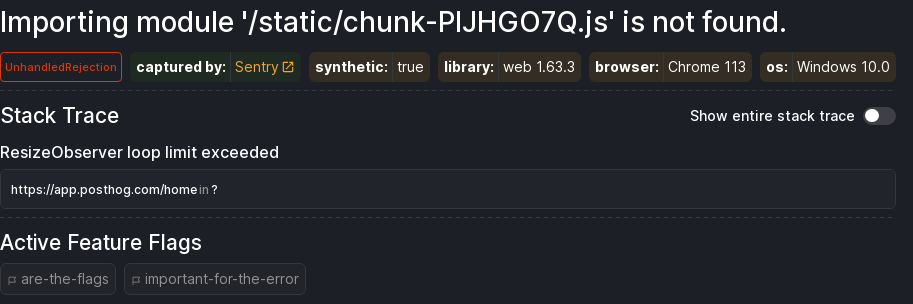 Importing module '/static/chunk-PIJHGO7Q.js' is not found.
UnhandledRejection captured by: Sentry synthetic: true library: web 1.63.3 browser: Chrome 113 os: Windows 10.0
Stack Trace Show entire stack trace
ResizeObserver loop limit exceeded
https://app.posthog.com/home in ?
Active Feature Flags
are-the-flags important-for-the-error